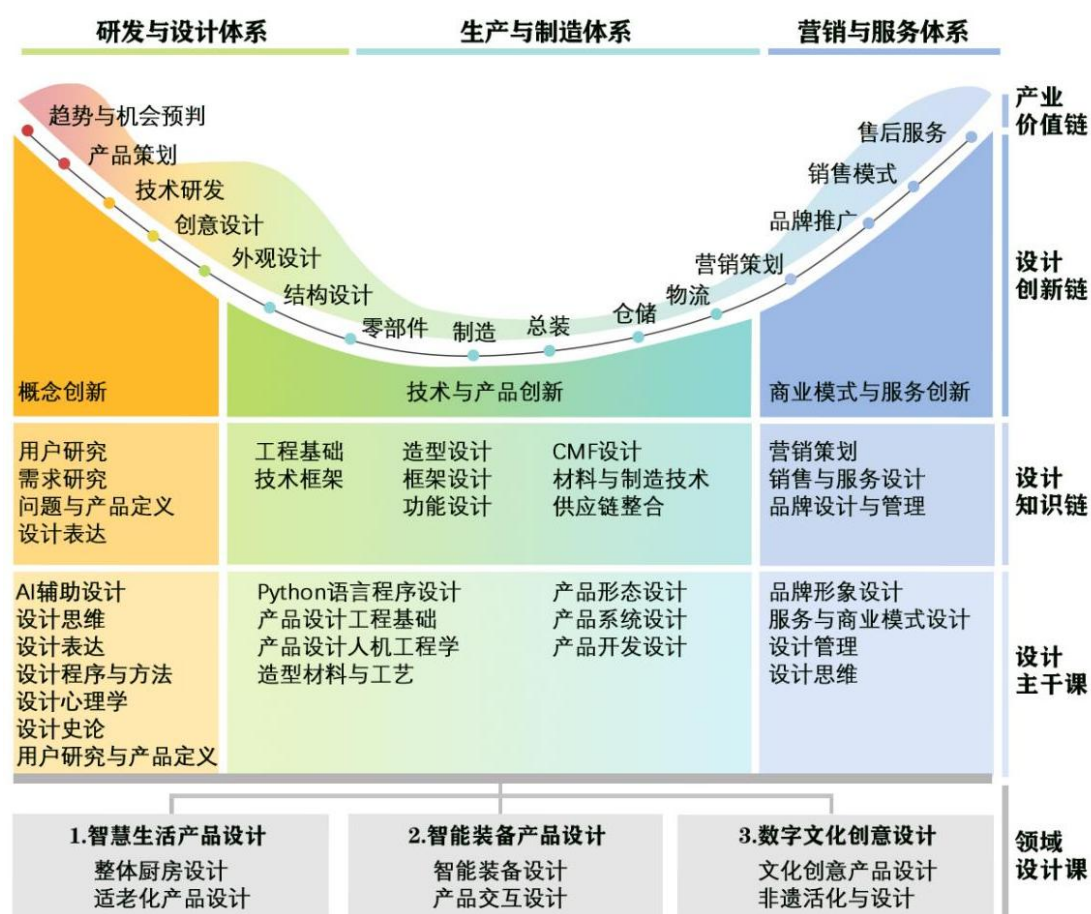 研发与设计体系
生产与制造体系
营销与服务体系
产业
价值链
趋势与机会预判
产品策划
技术研发
创意设计
外观设计
结构设计
零部件
制造
总装
仓储
物流
营销策划
品牌推广
销售模式
售后服务
设计
创新链
概念创新
技术与产品创新
商业模式与服务创新
用户研究
需求研究
问题与产品定义
设计表达
工程基础
技术框架
造型设计
框架设计
功能设计
CMF设计
材料与制造技术
供应链整合
营销策划
销售与服务设计
品牌设计与管理
设计
知识链
AI辅助设计
设计思维
设计表达
设计程序与方法
设计心理学
设计史论
用户研究与产品定义
Python语言程序设计
产品设计工程基础
产品设计人机工程学
造型材料与工艺
产品形态设计
产品系统设计
产品开发设计
品牌形象设计
服务与商业模式设计
设计管理
设计思维
设计
主干课
1.智慧生活产品设计
整体厨房设计
适老化产品设计
2.智能装备产品设计
智能装备设计
产品交互设计
3.数字文化创意设计
文化创意产品设计
非遗活化与设计
领域
设计课